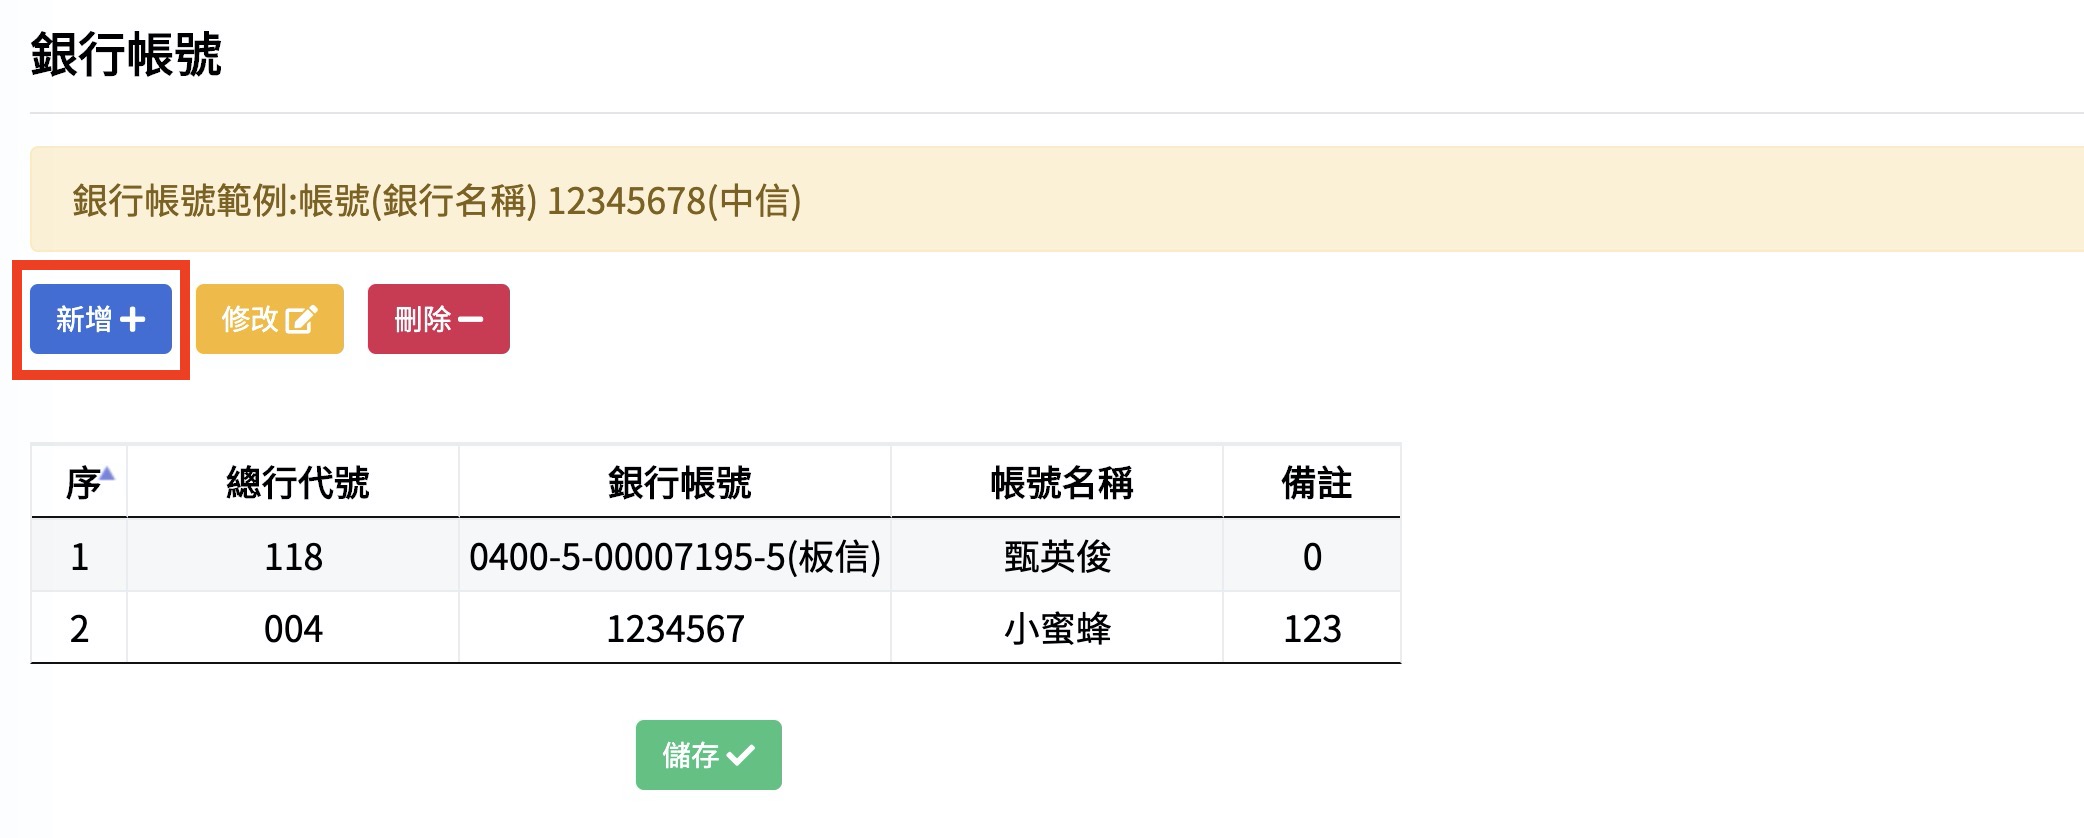 銀行帳號
銀行帳號範例:帳號(銀行名稱) 12345678(中信)
新增 修改 刪除
序 總行代號 銀行帳號 帳號名稱 備註
1 118 0400-5-00007195-5(板信) 甄英俊 0
2 004 1234567 小蜜蜂 123
儲存